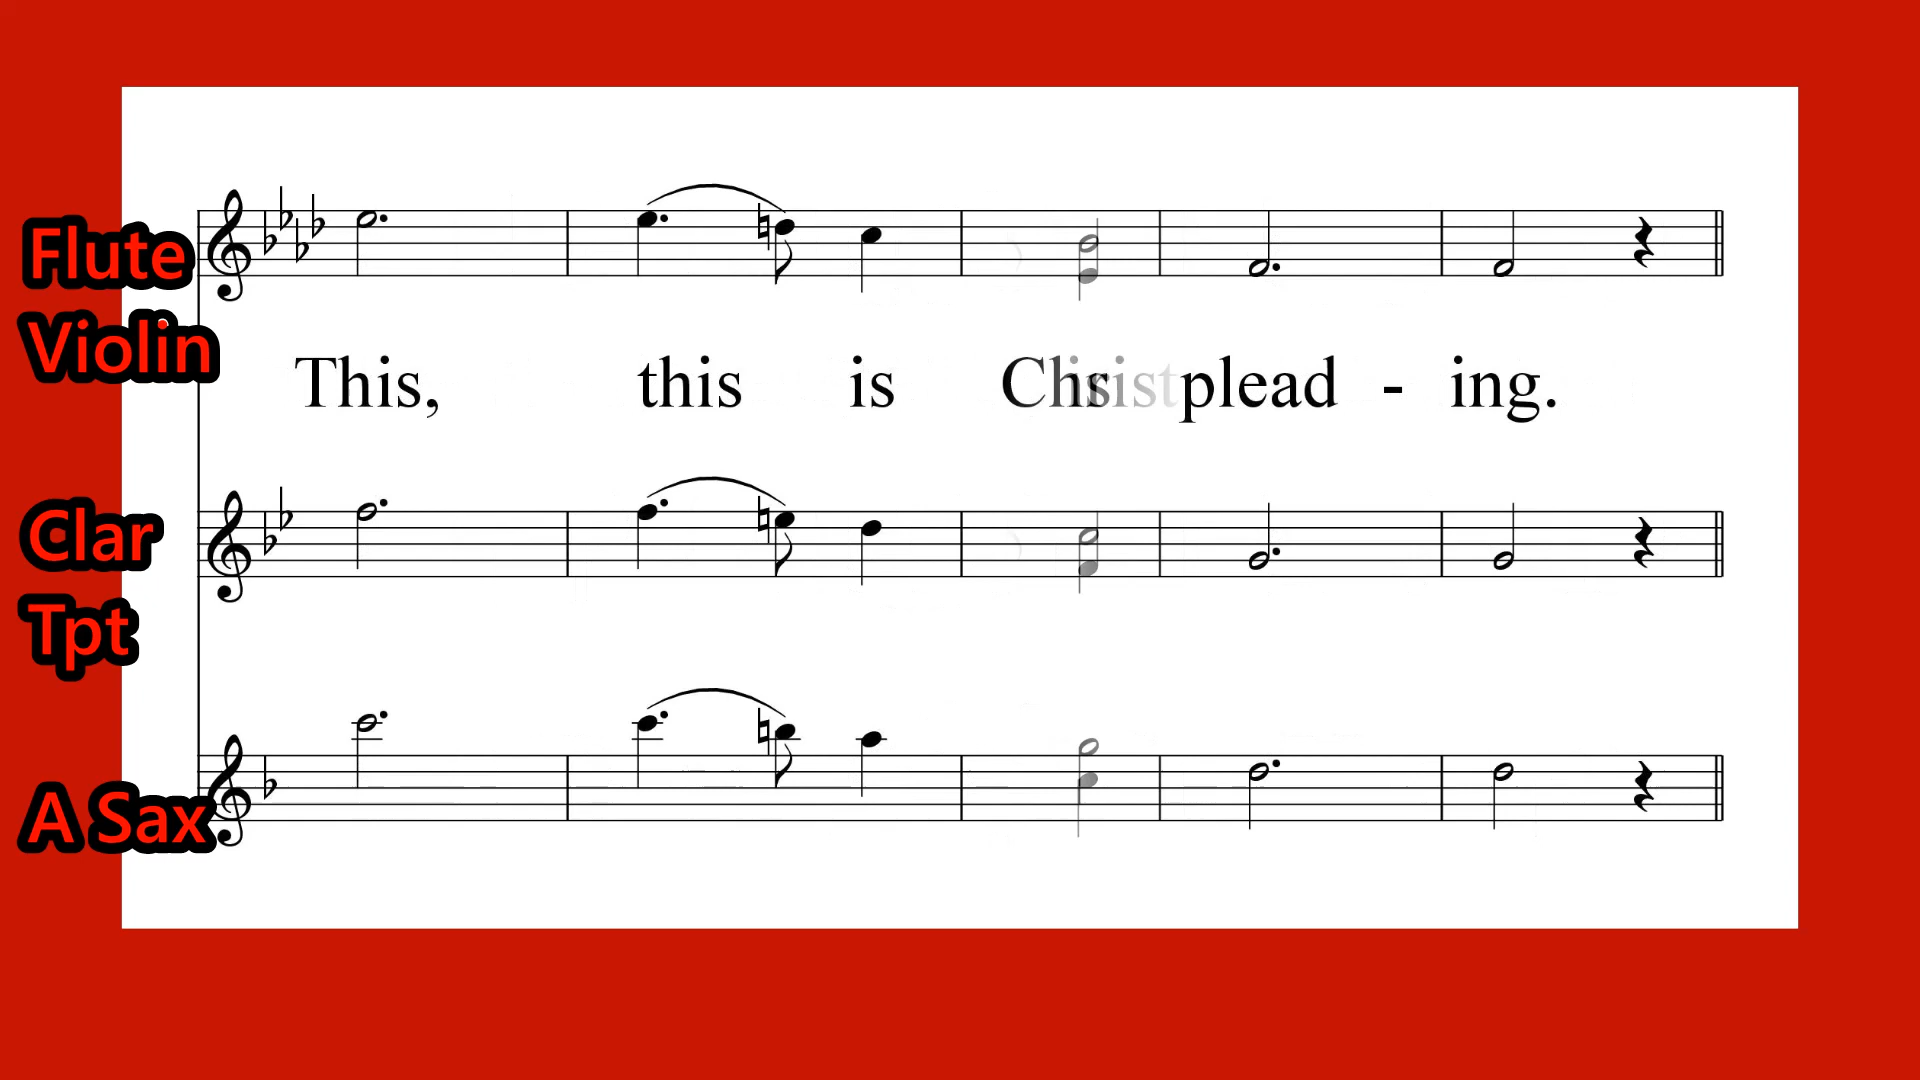 Flute
Violin
This, this is plead - ing.
Clar
Tpt
A Sax